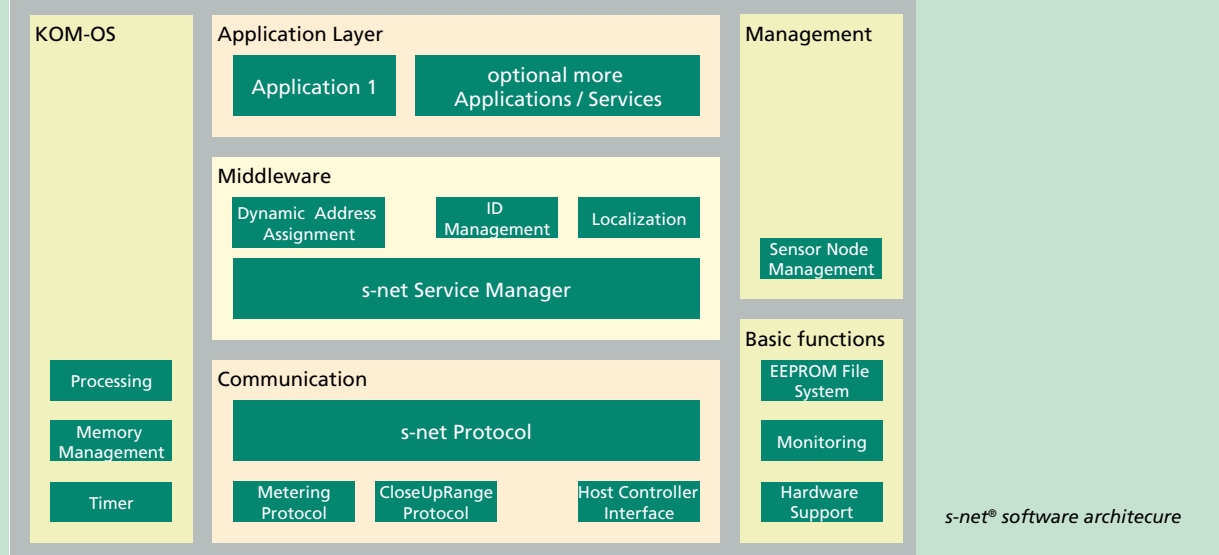 KOM-OS
Processing
Memory
Management
Timer
Application Layer
Application 1
optional more
Applications / Services
Middleware
Dynamic Address
Assignment
ID
Management
Localization
s-net Service Manager
Communication
s-net Protocol
Metering
Protocol
CloseUpRange
Protocol
Host Controller
Interface
Management
Sensor Node
Management
Basic functions
EEPROM File
System
Monitoring
Hardware
Support
s-net® software architecure